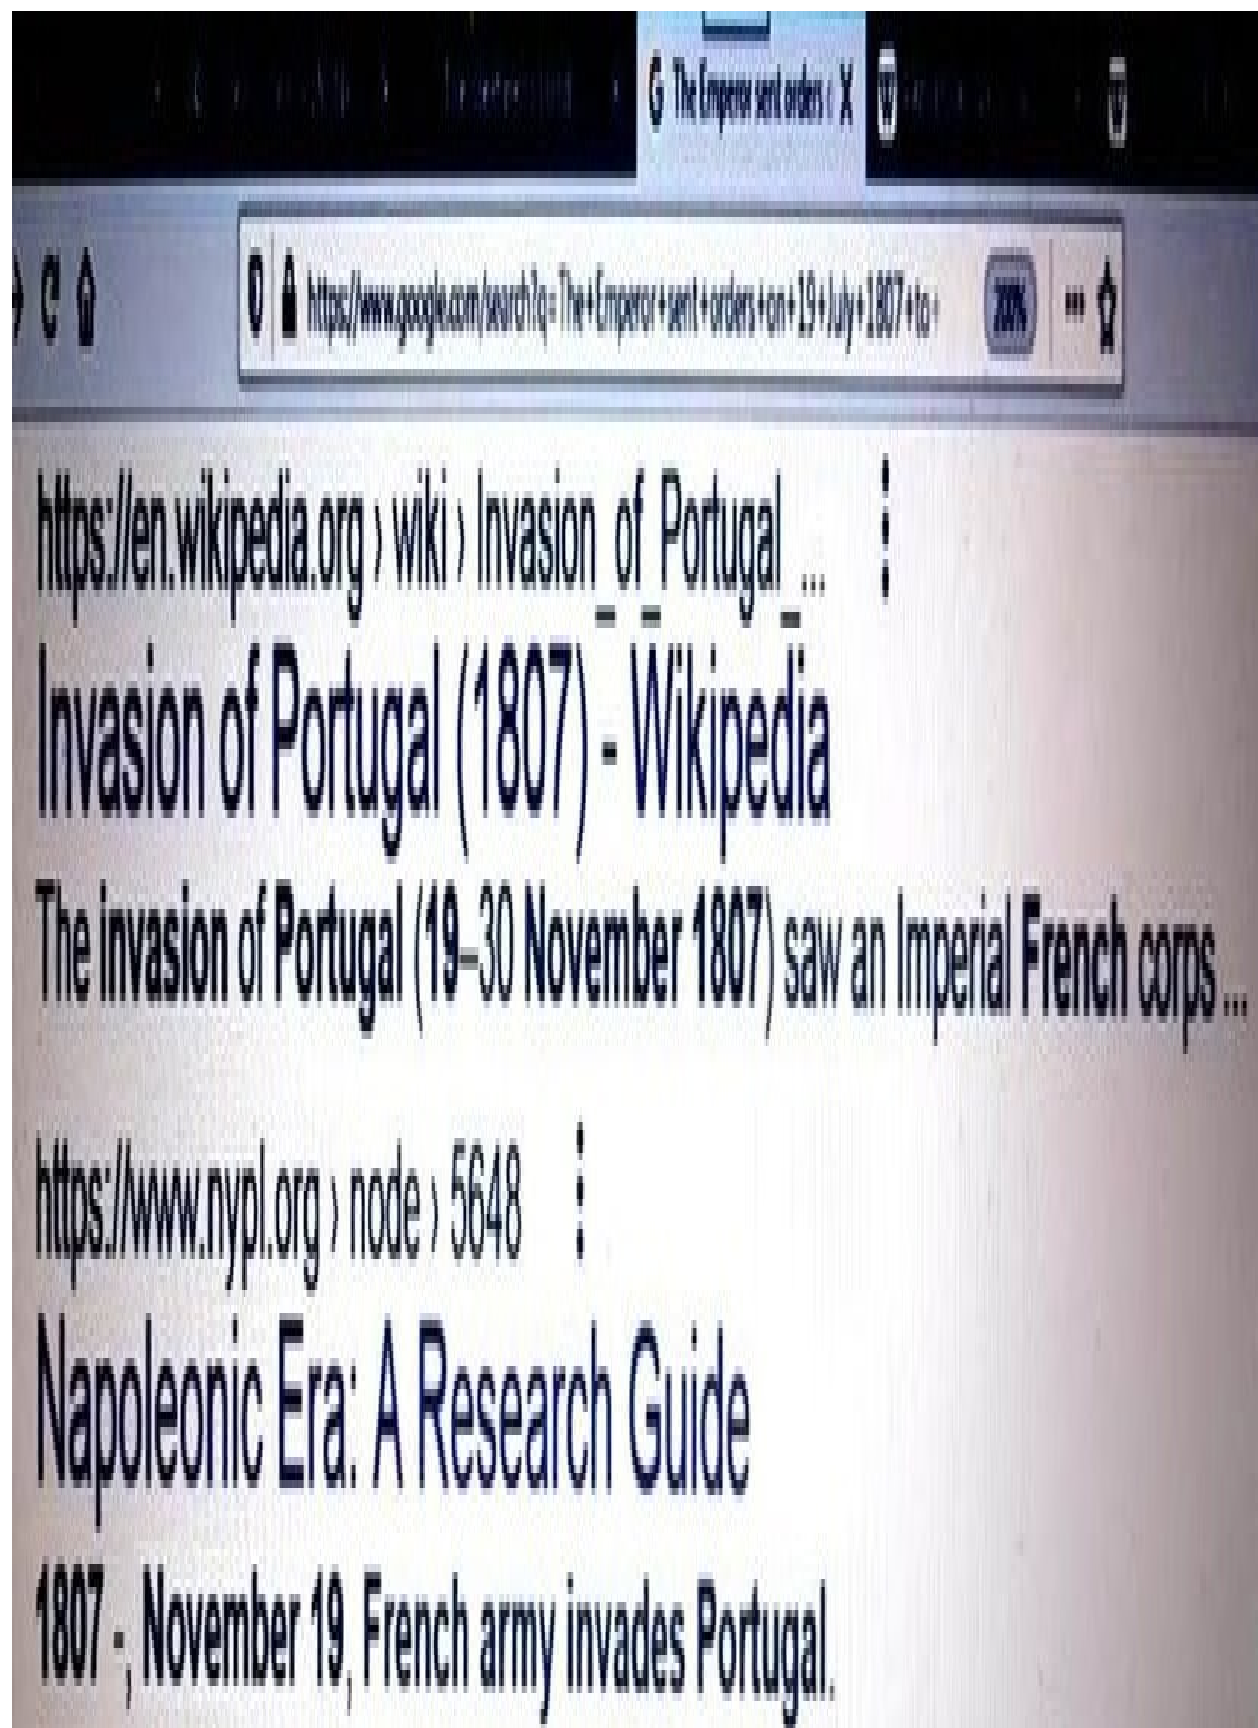 G The Emperor sent orders X
https://www.google.com/search?q=The+Emperor+sent+orders+on+19+July+1807+to+ 200% ...
https://en.wikipedia.org › wiki › Invasion_of_Portugal_...
Invasion of Portugal (1807) - Wikipedia
The invasion of Portugal (19–30 November 1807) saw an Imperial French corps ...
https://www.nypl.org › node › 5648
Napoleonic Era: A Research Guide
1807 -, November 19, French army invades Portugal.